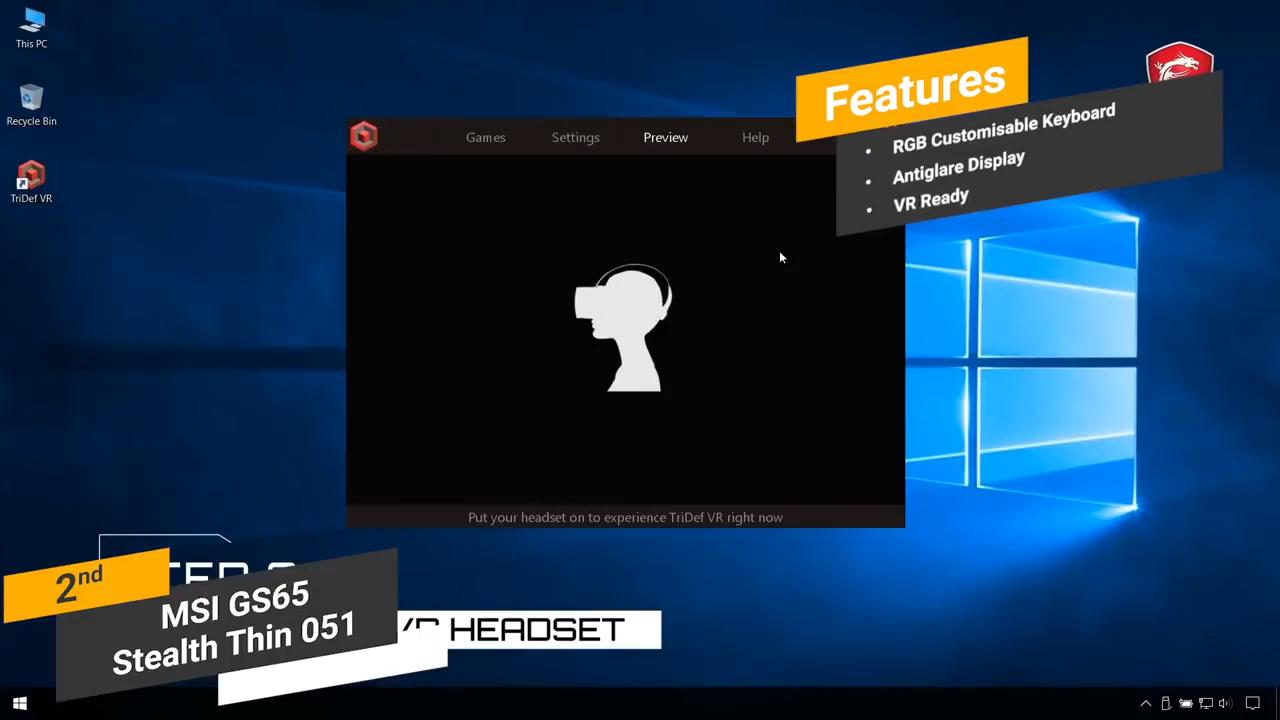 This PC
Recycle Bin
TriDef VR
Games
Settings
Preview
Help
Features
• RGB Customisable Keyboard
• Antiglare Display
• VR Ready
Put your headset on to experience TriDef VR right now
2nd
MSI GS65
Stealth Thin 051
HEADSET